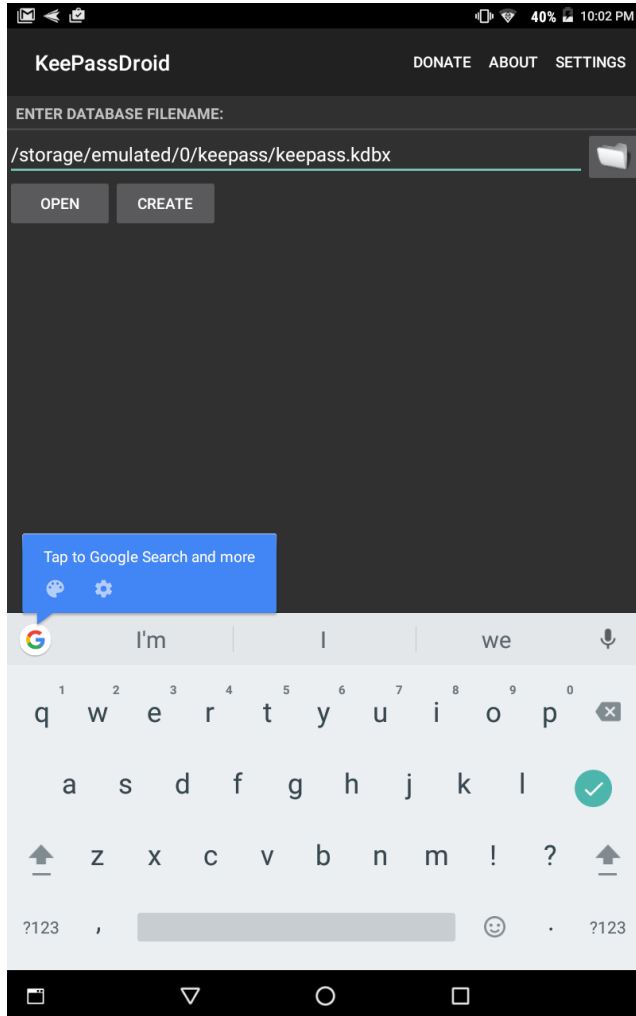 40% 10:02 PM
KeePassDroid DONATE ABOUT SETTINGS
ENTER DATABASE FILENAME:
/storage/emulated/0/keepass/keepass.kdbx
OPEN CREATE
Tap to Google Search and more
G I'm I we
1 2 3 4 5 6 7 8 9 0
q w e r t y u i o p
a s d f g h j k l
z x c v b n m ! ?
?123 , . ?123